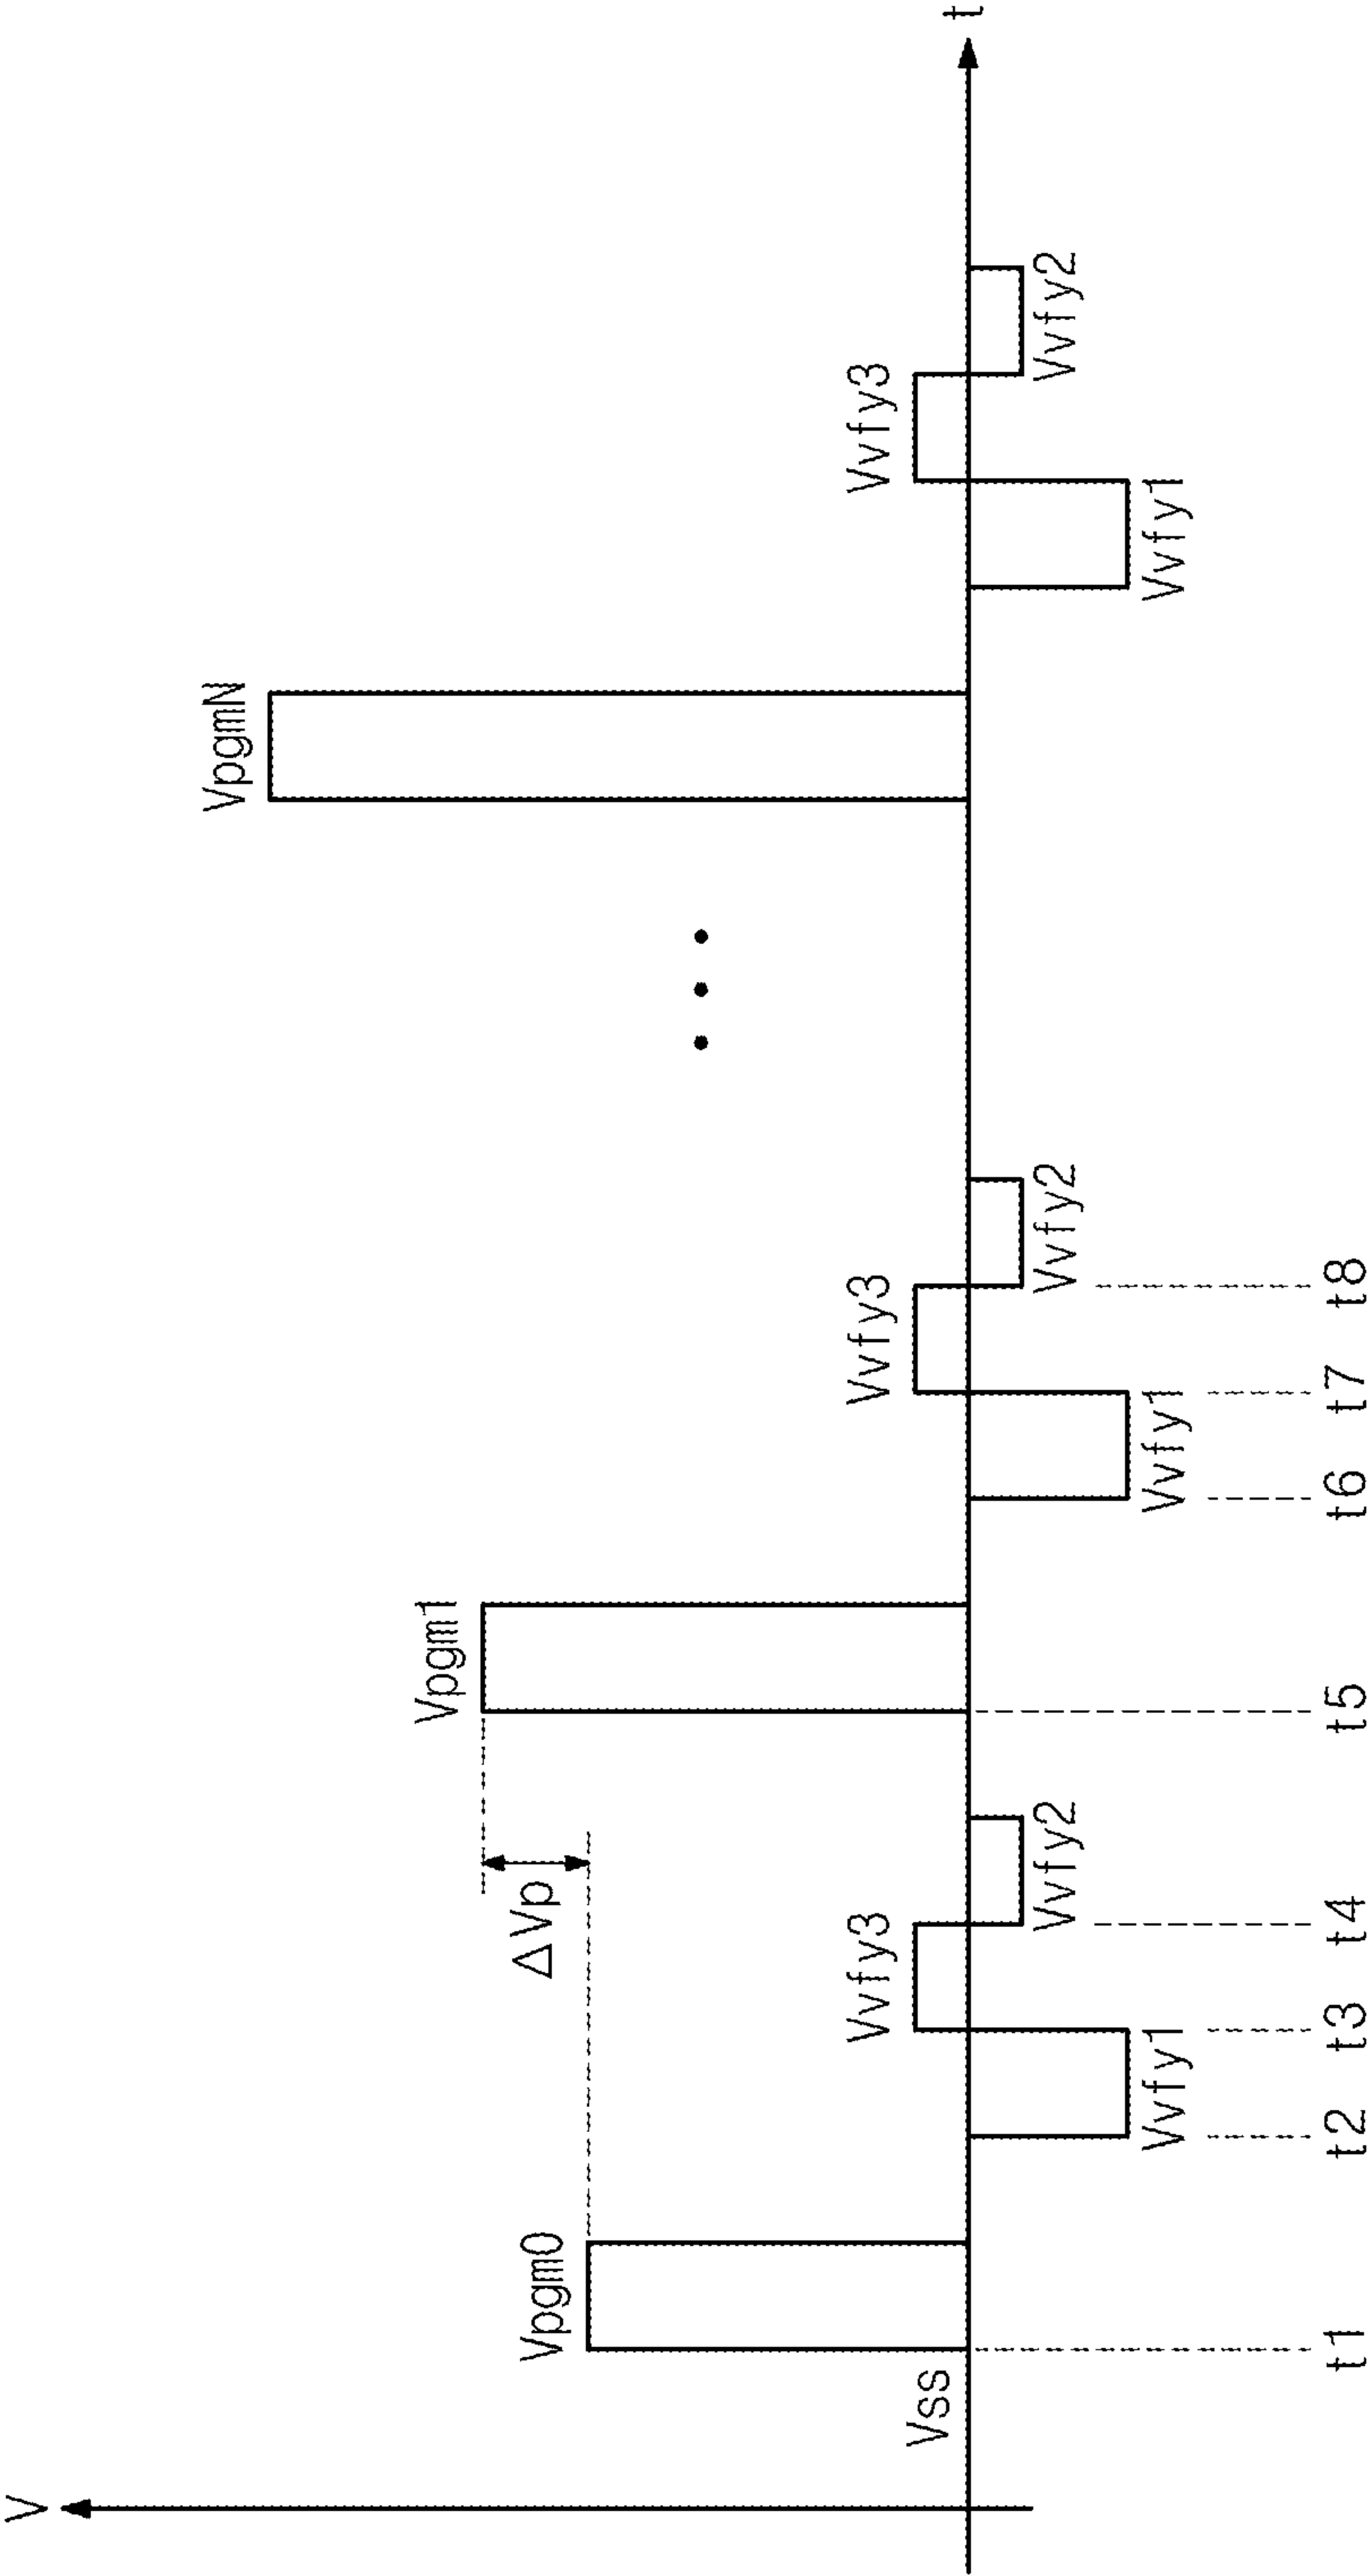 V
VpgmN
Vpgm1
ΔVp
Vpgm0
Vss
Vvfy3
Vvfy3
Vvfy3
t
Vvfy2
Vvfy2
Vvfy2
Vvfy1
Vvfy1
Vvfy1
t1 t2 t3 t4 t5 t6 t7 t8